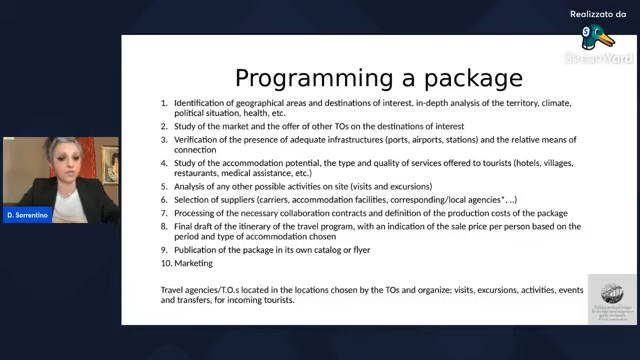 Realizzato da
StreamYard
Programming a package
1. Identification of geographical areas and destinations of interest, in-depth analysis of the territory, climate,
political situation, health, etc.
2. Study of the market and the offer of other TOs on the destinations of interest
3. Verification of the presence of adequate infrastructures (ports, airports, stations) and the relative means of
connection
4. Study of the accommodation potential, the type and quality of services offered to tourists (hotels, villages,
restaurants, medical assistance, etc.)
5. Analysis of any other possible activities on site (visits and excursions)
6. Selection of suppliers (carriers, accommodation facilities, corresponding/local agencies*, ..)
7. Processing of the necessary collaboration contracts and definition of the production costs of the package
8. Final draft of the itinerary of the travel program, with an indication of the sale price per person based on the
period and type of accommodation chosen
9. Publication of the package in its own catalog or flyer
10. Marketing
Travel agencies/T.O.s located in the locations chosen by the TOs and organize: visits, excursions, activities, events
and transfers, for incoming tourists.
D. Sorrentino